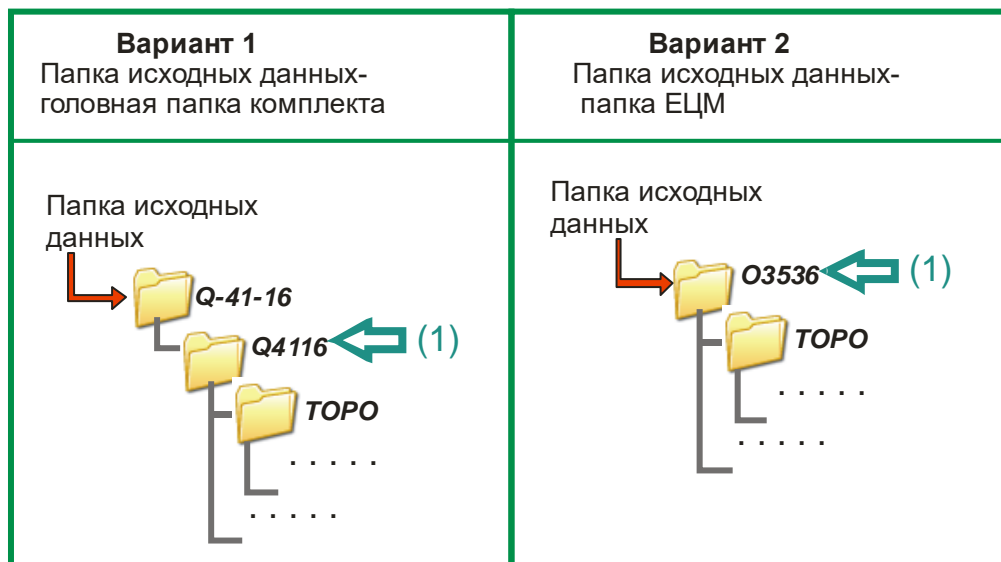 Вариант 1
Папка исходных данных-
головная папка комплекта
Вариант 2
Папка исходных данных-
папка ЕЦМ
Папка исходных
данных
Q-41-16
Q4116
(1)
TOPO
. . . . .
. . . . .
Папка исходных
данных
O3536
(1)
TOPO
. . . . .
. . . . .